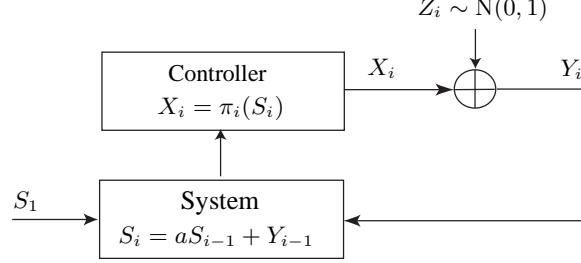 Z_i ∼ N(0, 1)
Controller
X_i = π_i(S_i)
X_i
Y_i
S_1
System
S_i = aS_{i−1} + Y_{i−1}